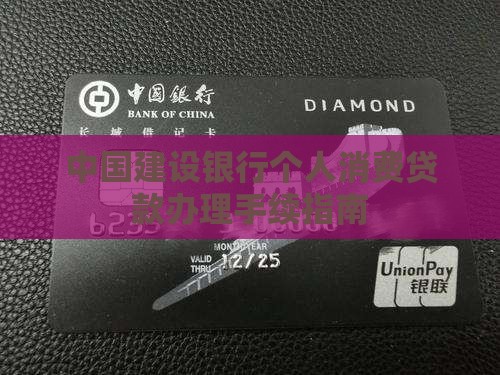 中国銀行
BANK OF CHINA
DIAMOND
长城借记卡
中国建设银行个人消费贷
款办理手续指南
MONTH/YEAR
VALID
THRU
12/25
UnionPay
银联